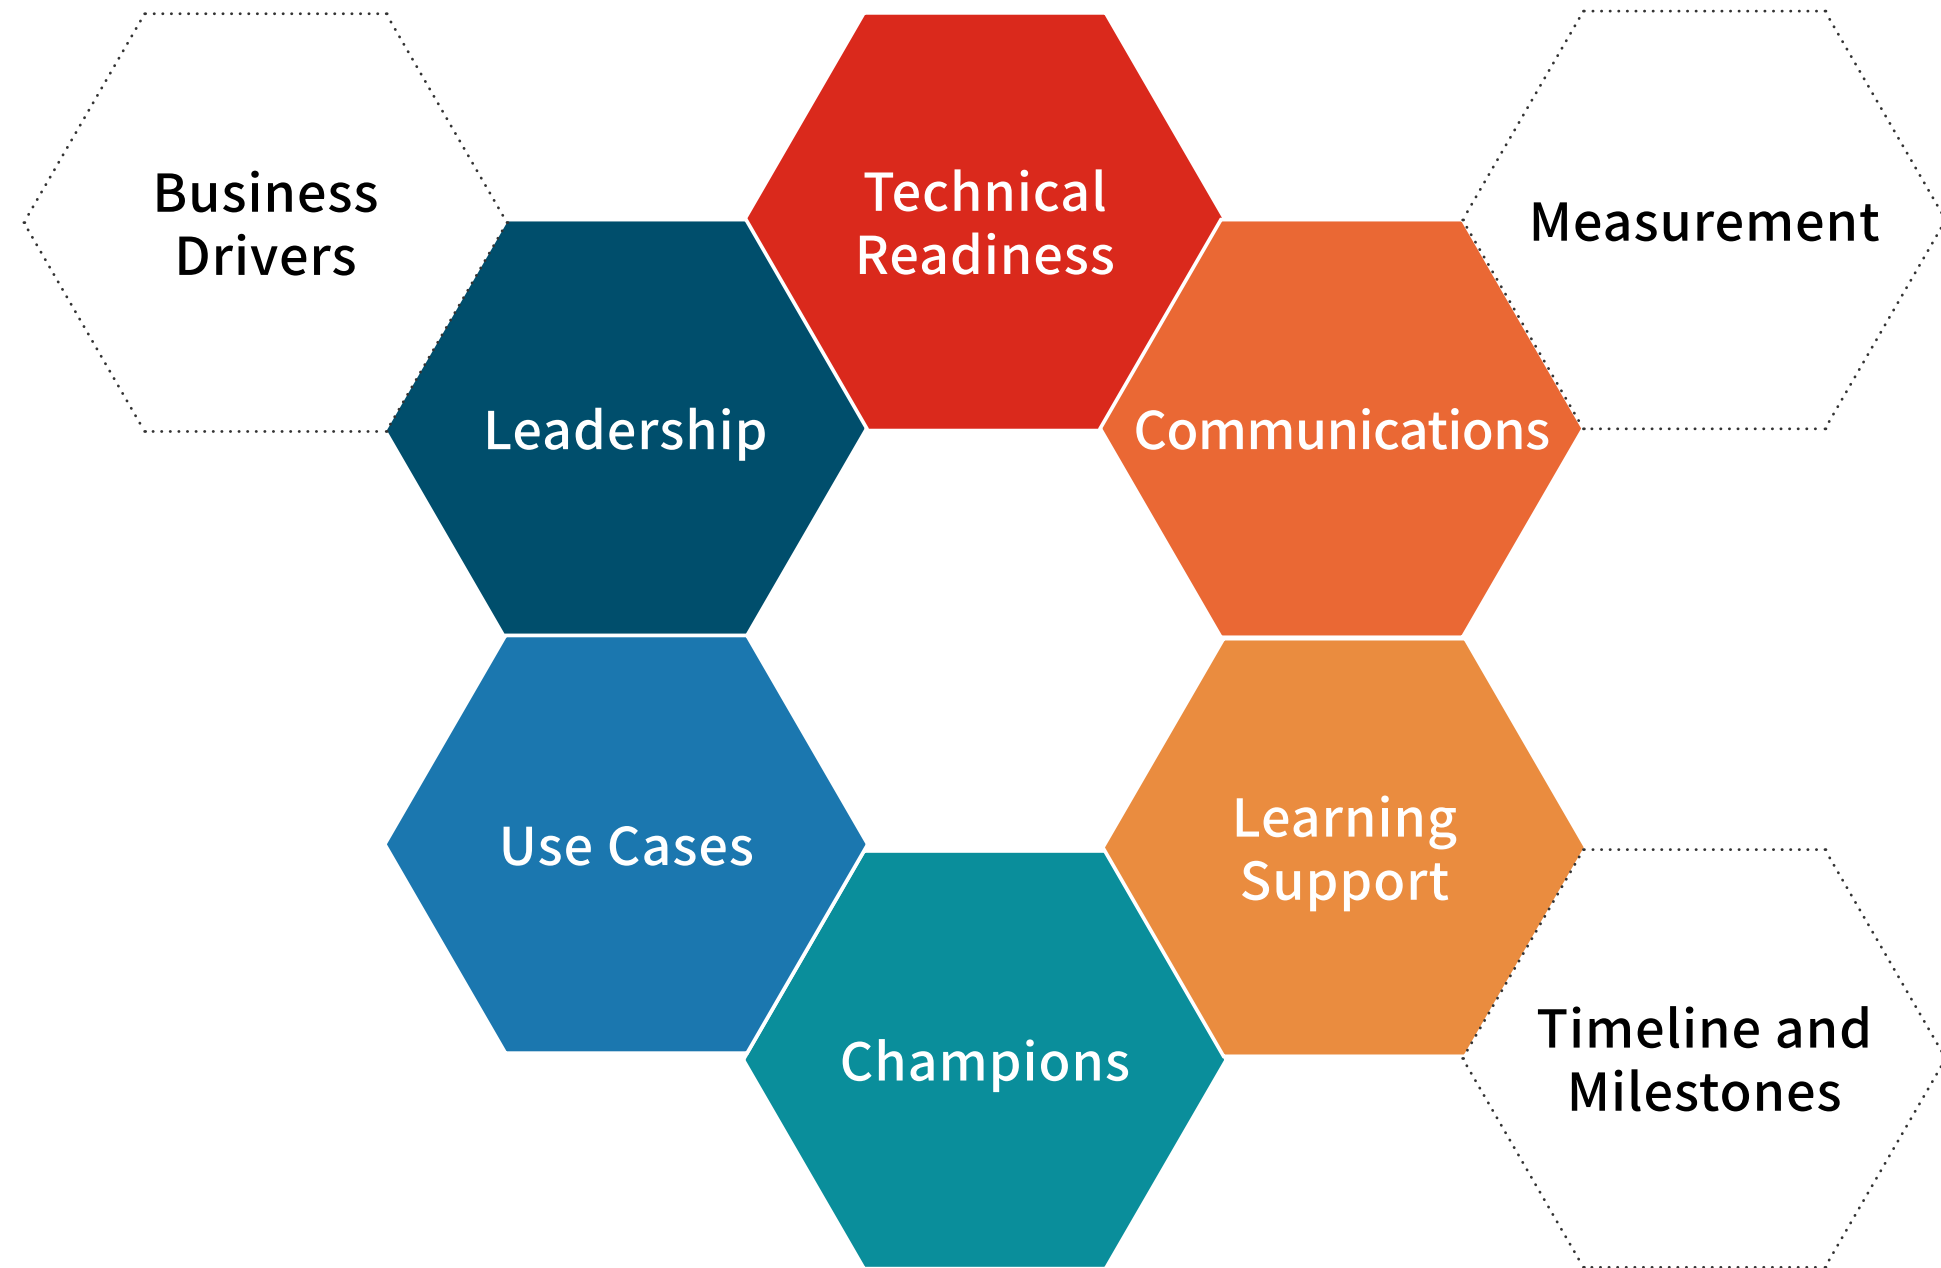 Business
Drivers
Technical
Readiness
Measurement
Leadership
Communications
Use Cases
Learning
Support
Champions
Timeline and
Milestones